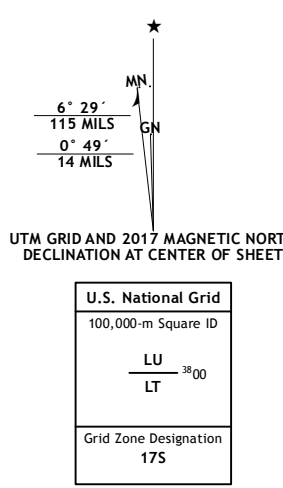 ★
MN.
6° 29´
115 MILS
GN
0° 49´
14 MILS
UTM GRID AND 2017 MAGNETIC NORT
DECLINATION AT CENTER OF SHEET
U.S. National Grid
100,000-m Square ID
LU
3800
LT
Grid Zone Designation
17S